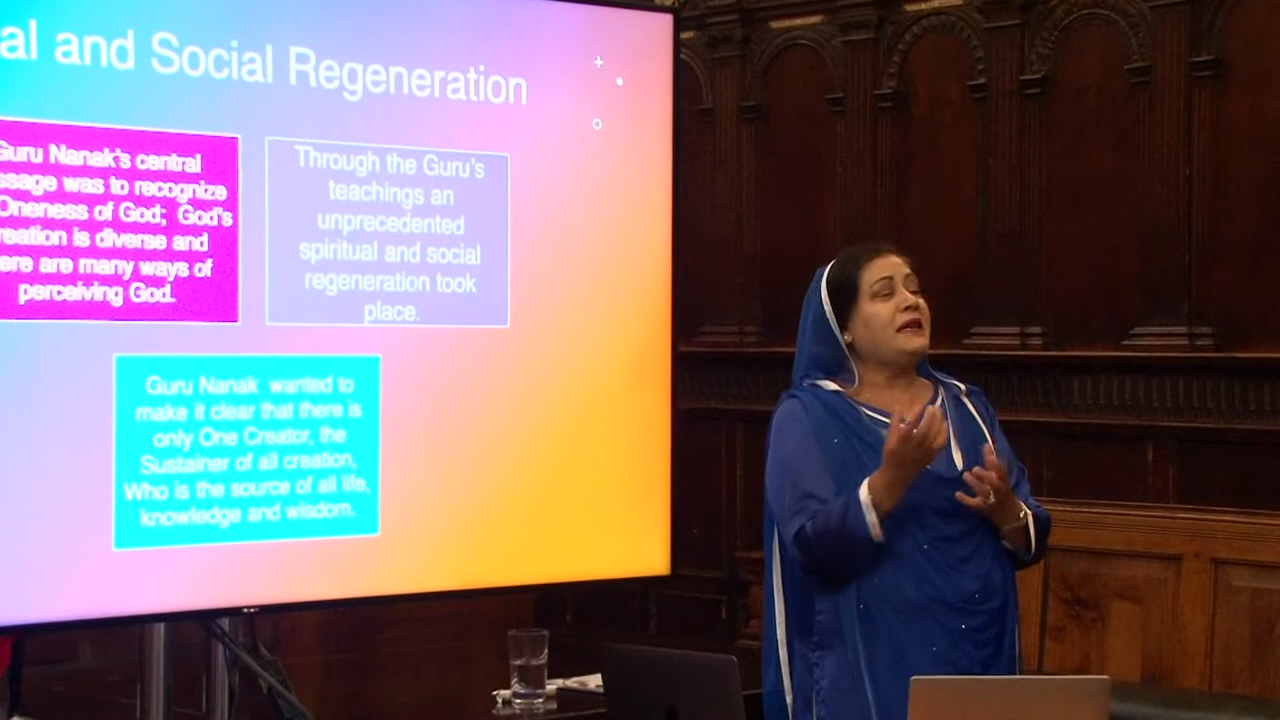 al and Social Regeneration
Guru Nanak's central
ssage was to recognize
Oneness of God; God's
reation is diverse and
ere are many ways of
perceiving God.
Through the Guru's
teachings an
unprecedented
spiritual and social
regeneration took
place.
Guru Nanak wanted to
make it clear that there is
only One Creator, the
Sustainer of all creation,
Who is the source of all life,
knowledge and wisdom.